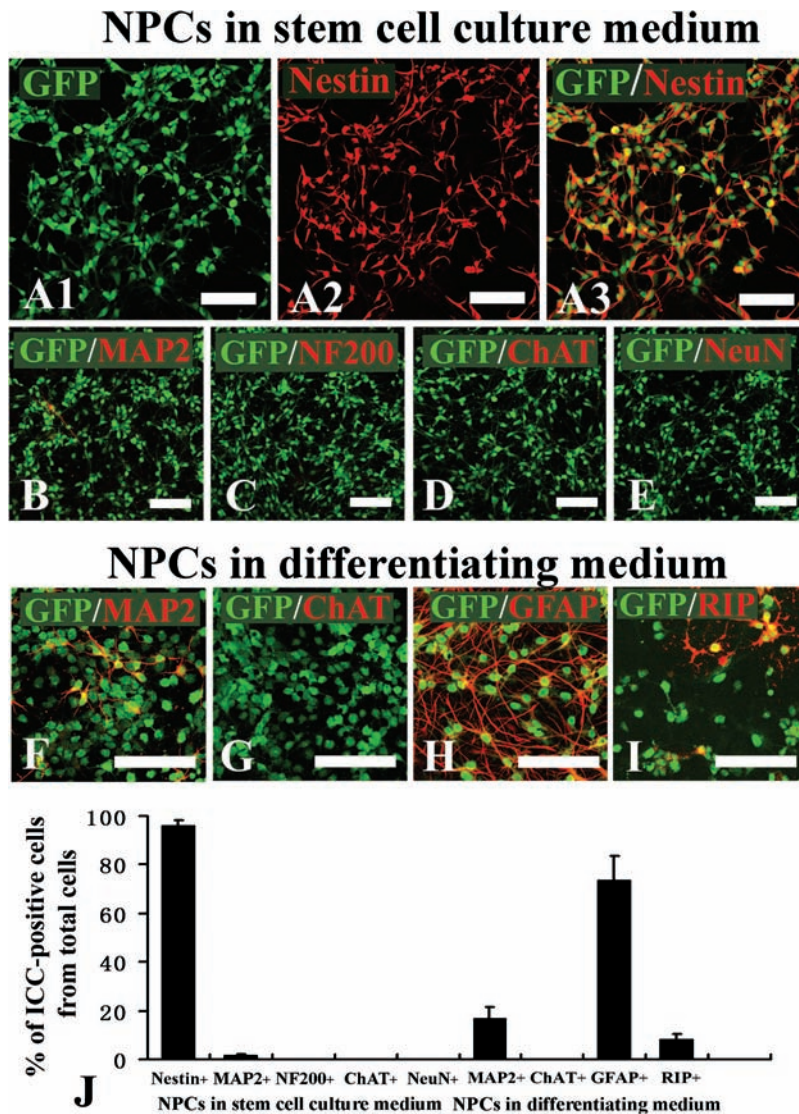 NPCs in stem cell culture medium
GFP
Nestin
GFP/Nestin
A1
A2
A3
GFP/MAP2
GFP/NF200
GFP/ChAT
GFP/NeuN
B
C
D
E
NPCs in differentiating medium
GFP/MAP2
GFP/ChAT
GFP/GFAP
GFP/RIP
F
G
H
I
% of ICC-positive cells
from total cells
100
80
60
40
20
0
Nestin+ MAP2+ NF200+ ChAT+ NeuN+ MAP2+ ChAT+ GFAP+ RIP+
NPCs in stem cell culture medium NPCs in differentiating medium
J